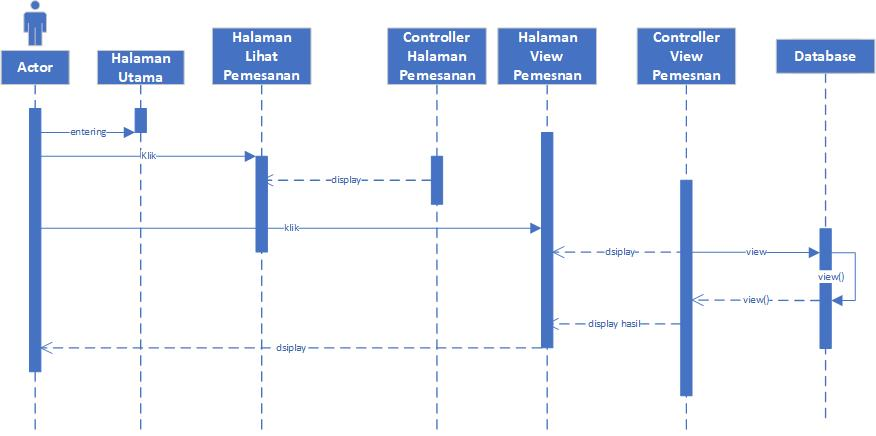 Actor
Halaman
Utama
Halaman
Lihat
Pemesanan
Controller
Halaman
Pemesanan
Halaman
View
Pemesnan
Controller
View
Pemesnan
Database
entering
Klik
display
klik
dsiplay
view
view()
view()
display hasil
dsiplay